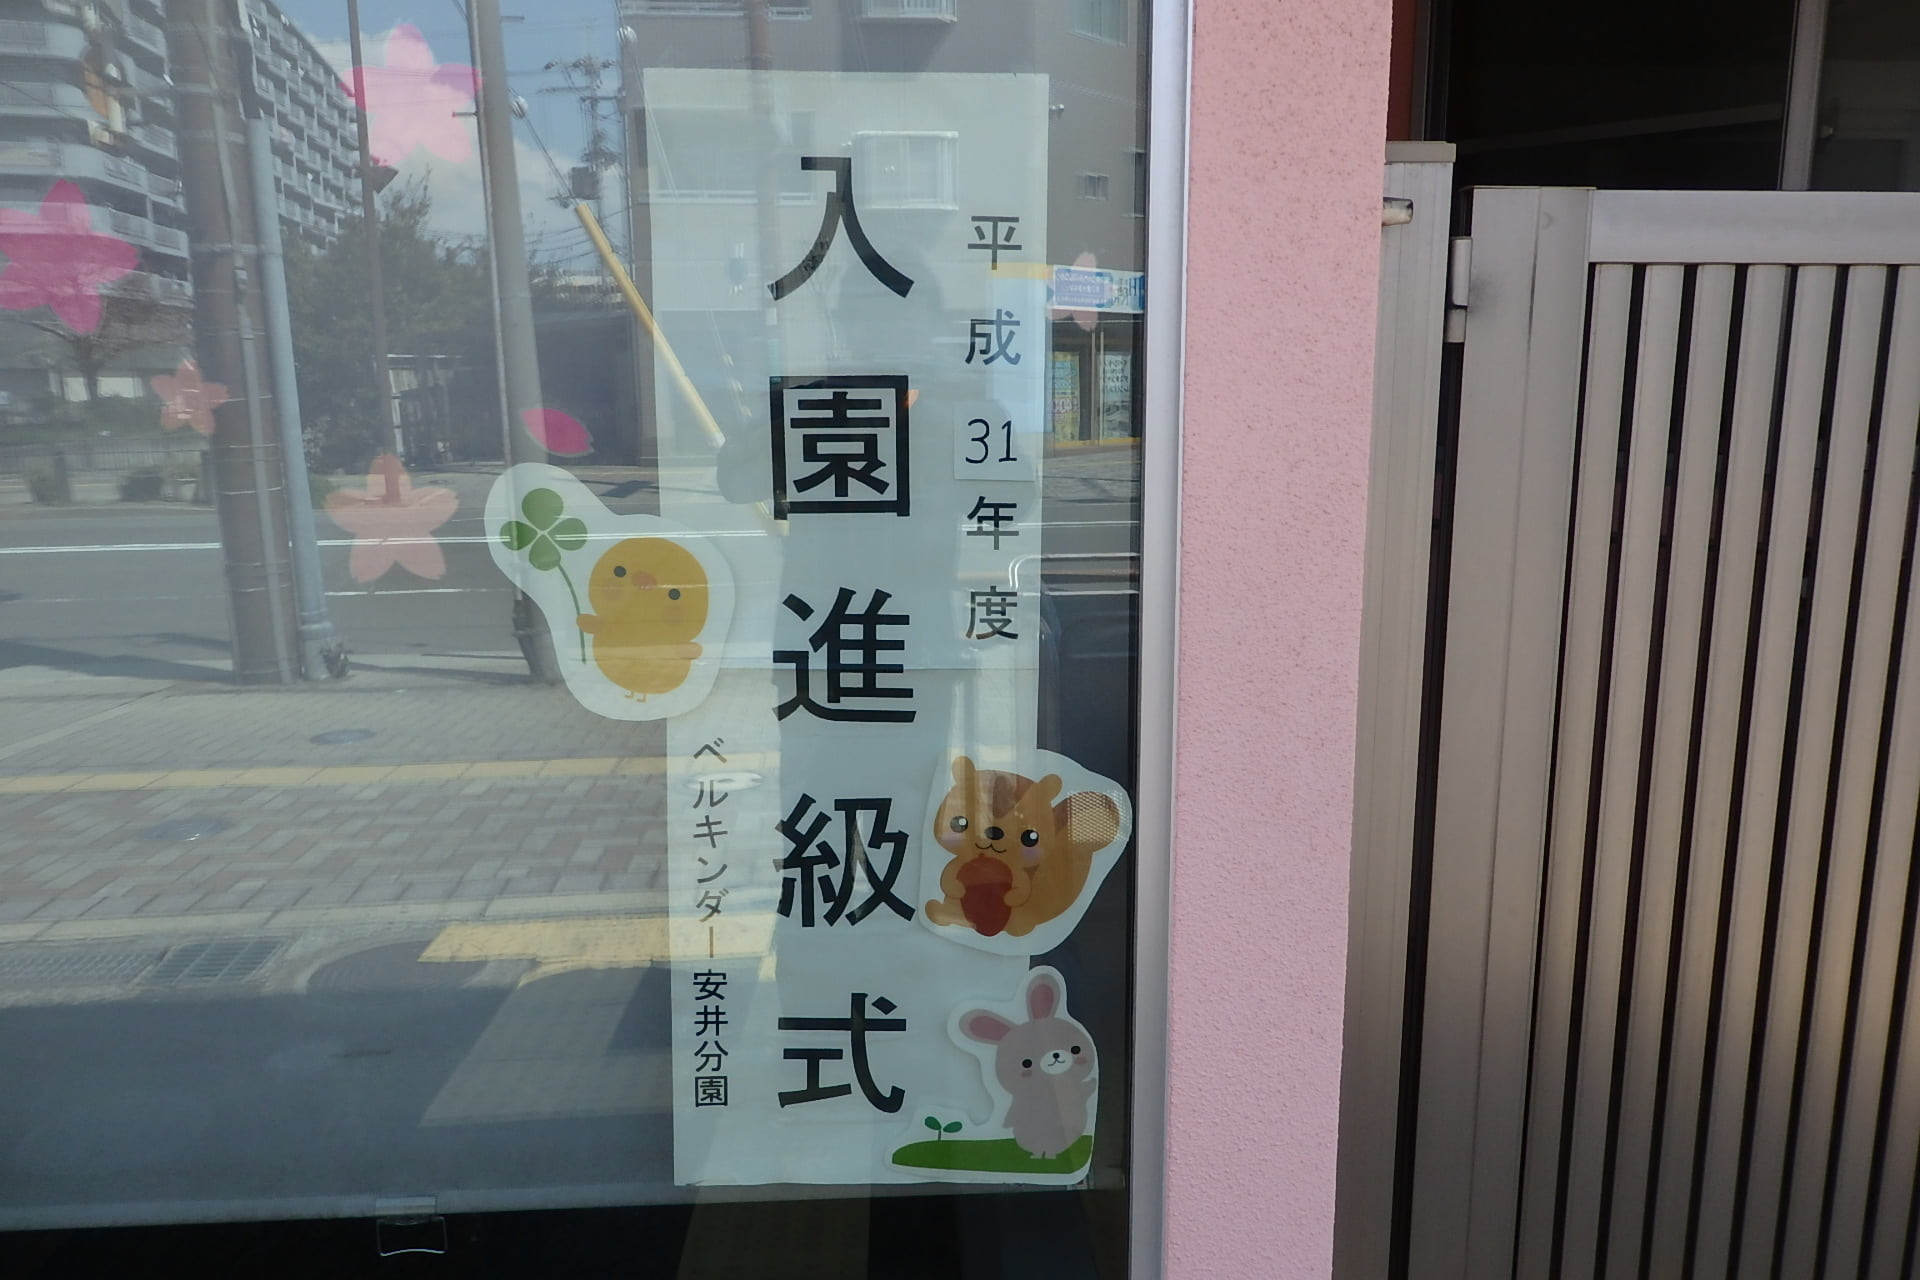 平成31年度
入園進級式
ベルキンダー安井分園